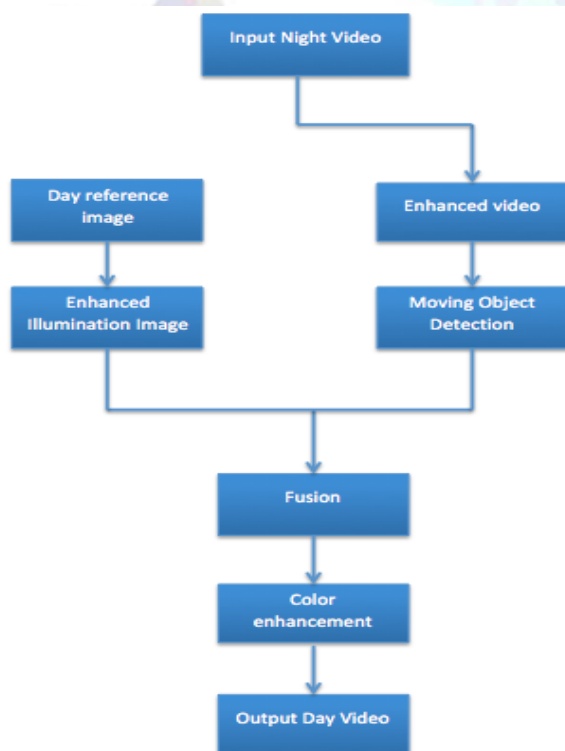 Input Night Video
Day reference
image
Enhanced video
Enhanced
Illumination Image
Moving Object
Detection
Fusion
Color
enhancement
Output Day Video